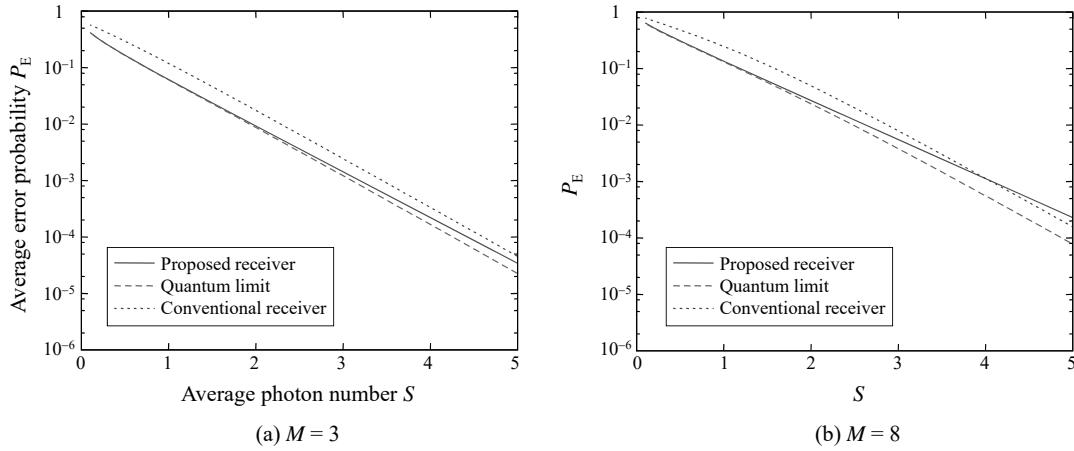 1
10⁻¹
10⁻²
10⁻³
10⁻⁴
10⁻⁵
10⁻⁶
0 1 2 3 4 5
Average error probability P_E
Average photon number S
Proposed receiver
Quantum limit
Conventional receiver
(a) M = 3
1
10⁻¹
10⁻²
10⁻³
10⁻⁴
10⁻⁵
10⁻⁶
0 1 2 3 4 5
P_E
S
Proposed receiver
Quantum limit
Conventional receiver
(b) M = 8